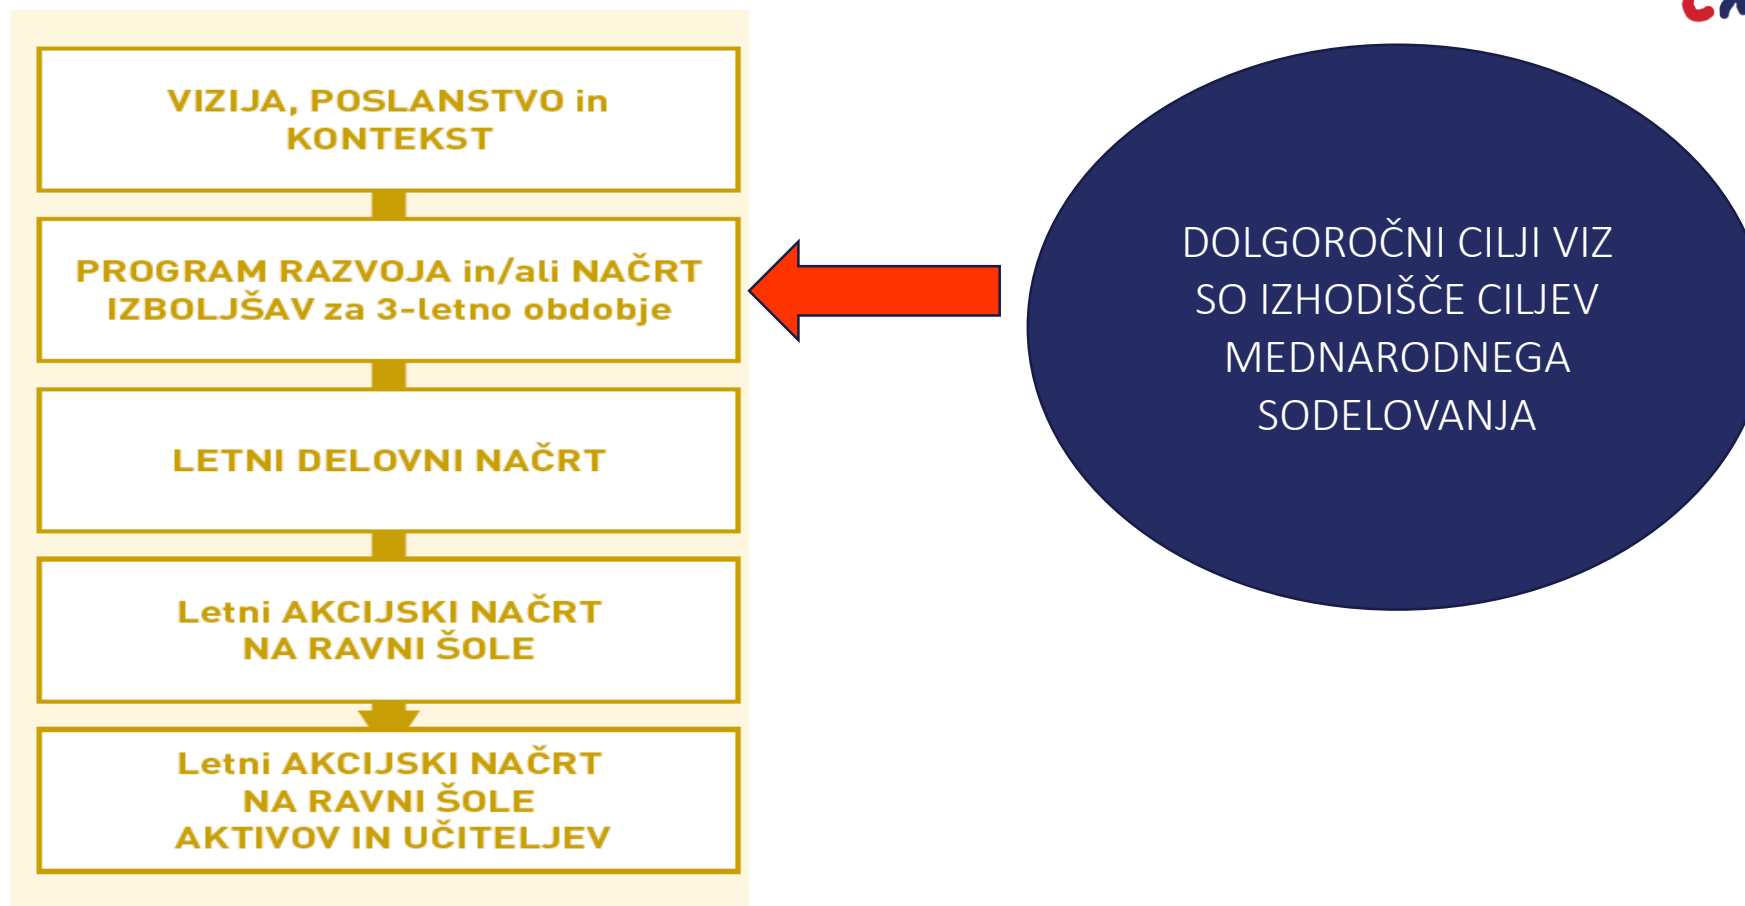 VIZIJA, POSLANSTVO in
KONTEKST
PROGRAM RAZVOJA in/ali NAČRT
IZBOLJŠAV za 3-letno obdobje
LETNI DELOVNI NAČRT
Letni AKCIJSKI NAČRT
NA RAVNI ŠOLE
Letni AKCIJSKI NAČRT
NA RAVNI ŠOLE
AKTIVOV IN UČITELJEV
DOLGOROČNI CILJI VIZ
SO IZHODIŠČE CILJEV
MEDNARODNEGA
SODELOVANJA